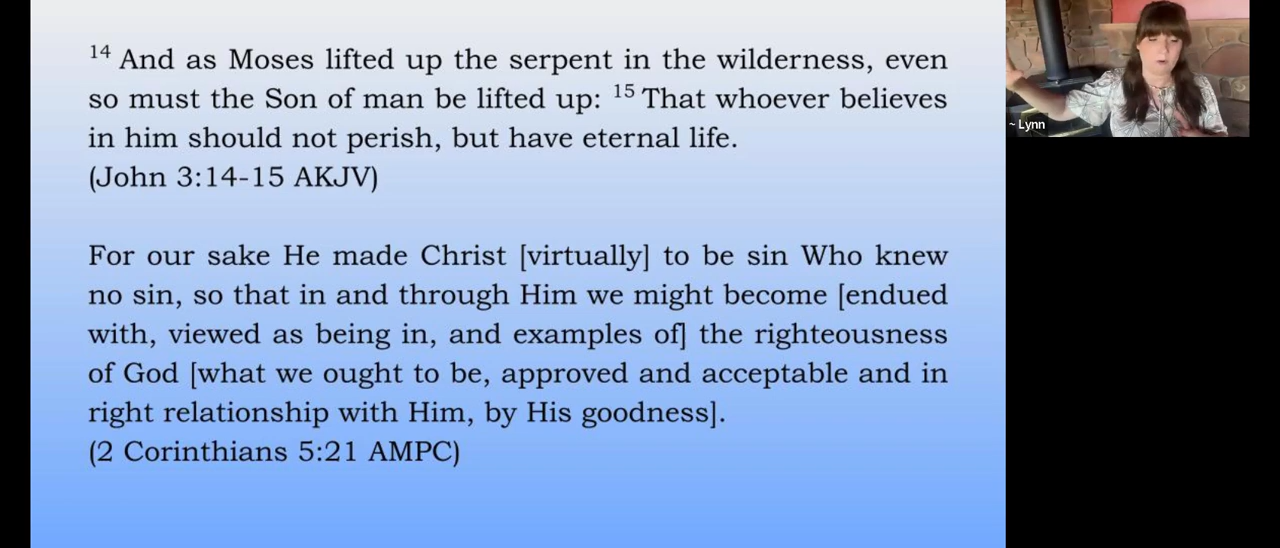 14 And as Moses lifted up the serpent in the wilderness, even
so must the Son of man be lifted up: 15 That whoever believes
in him should not perish, but have eternal life.
(John 3:14-15 AKJV)
For our sake He made Christ [virtually] to be sin Who knew
no sin, so that in and through Him we might become [endued
with, viewed as being in, and examples of] the righteousness
of God [what we ought to be, approved and acceptable and in
right relationship with Him, by His goodness].
(2 Corinthians 5:21 AMPC)
~ Lynn